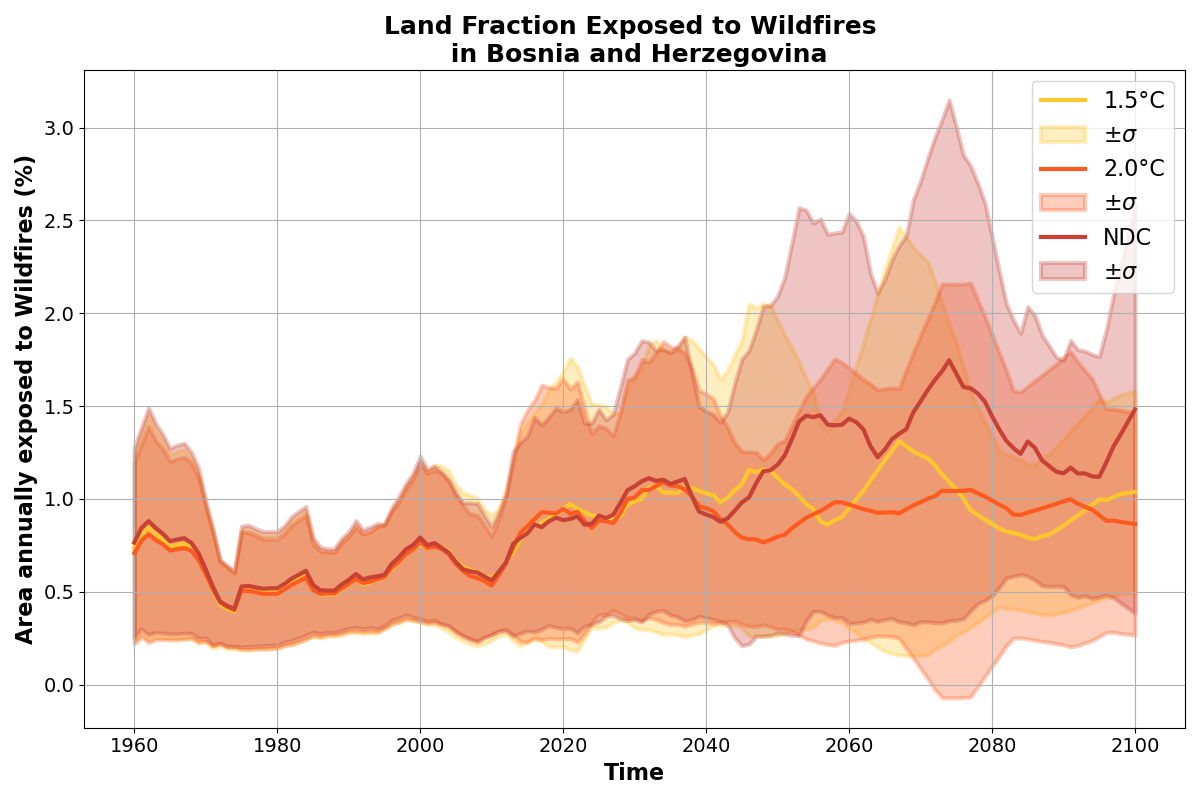 Land Fraction Exposed to Wildfires
in Bosnia and Herzegovina
Area annually exposed to Wildfires (%)
3.0
2.5
2.0
1.5
1.0
0.5
0.0
1960 1980 2000 2020 2040 2060 2080 2100
Time
1.5°C
±σ
2.0°C
±σ
NDC
±σ